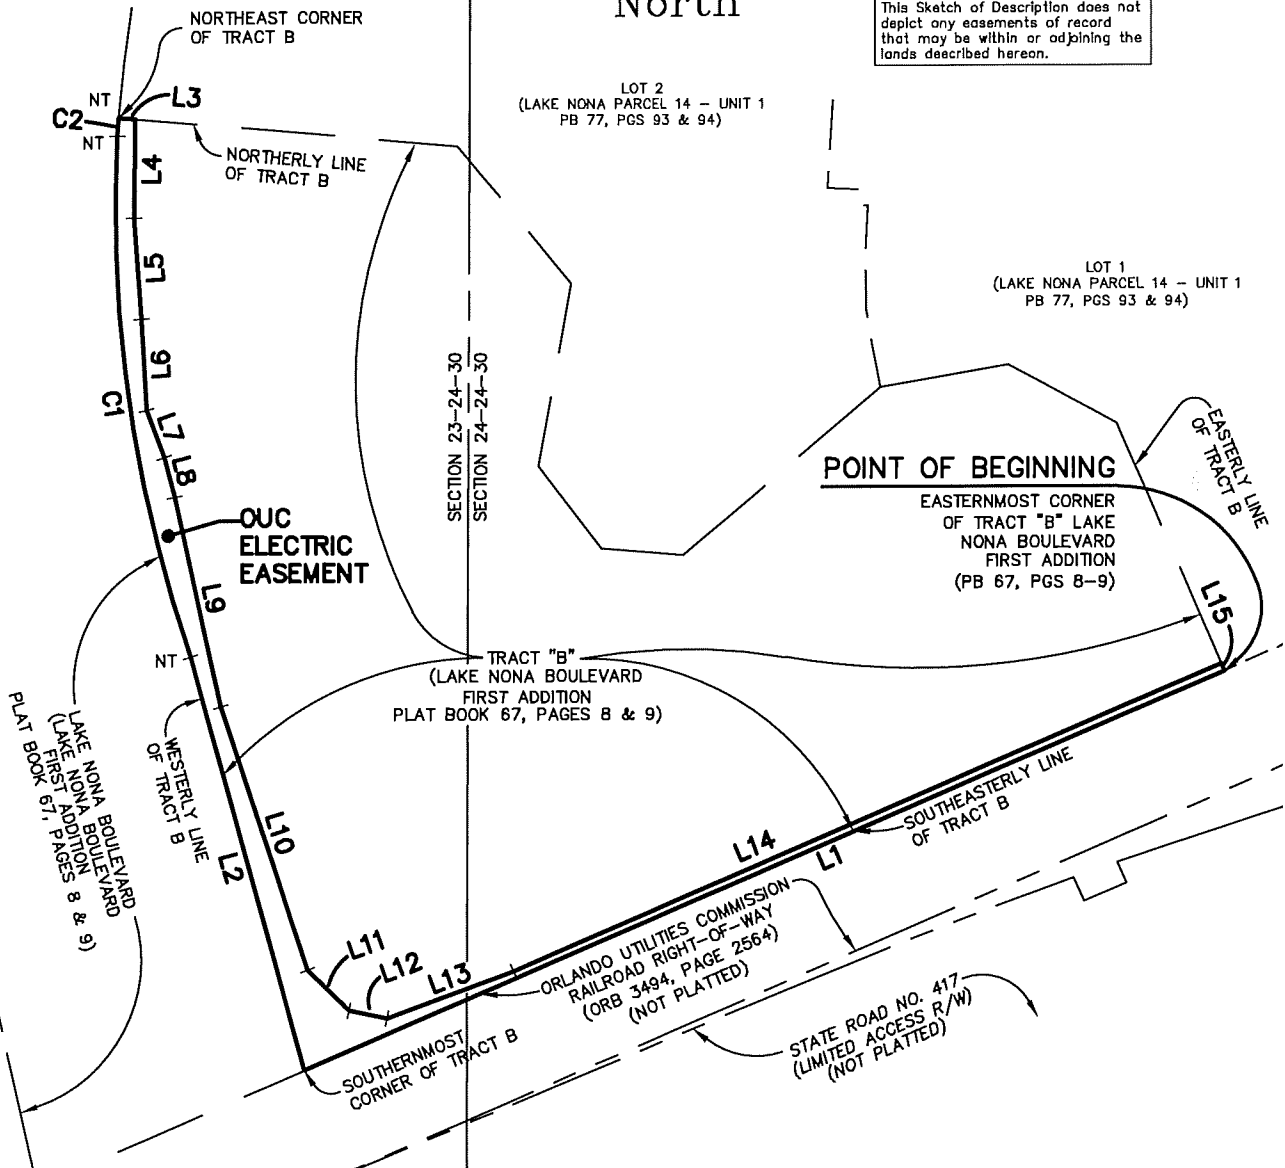 North
This Sketch of Description does not
depict any easements of record
that may be within or adjoining the
lands described hereon.
NORTHEAST CORNER
OF TRACT B
NT
L3
C2
NT
LOT 2
(LAKE NONA PARCEL 14 – UNIT 1
PB 77, PGS 93 & 94)
NORTHERLY LINE
OF TRACT B
L4
L5
L6
C1
L7
L8
LOT 1
(LAKE NONA PARCEL 14 – UNIT 1
PB 77, PGS 93 & 94)
SECTION 23–24–30
SECTION 24–24–30
EASTERLY LINE
OF TRACT B
POINT OF BEGINNING
EASTERNMOST CORNER
OF TRACT "B" LAKE
NONA BOULEVARD
FIRST ADDITION
(PB 67, PGS 8–9)
OUC
ELECTRIC
EASEMENT
L9
L15
NT
TRACT "B"
(LAKE NONA BOULEVARD
FIRST ADDITION
PLAT BOOK 67, PAGES 8 & 9)
LAKE NONA BOULEVARD
(LAKE NONA BOULEVARD
FIRST ADDITION
PLAT BOOK 67, PAGES 8 & 9)
WESTERLY LINE
OF TRACT B
L10
L2
SOUTHEASTERLY LINE
OF TRACT B
L14
L1
L11
L12
L13
ORLANDO UTILITIES COMMISSION
RAILROAD RIGHT–OF–WAY
(ORB 3494, PAGE 2564)
(NOT PLATTED)
STATE ROAD NO. 417
(LIMITED ACCESS R/W)
(NOT PLATTED)
SOUTHERNMOST
CORNER OF TRACT B